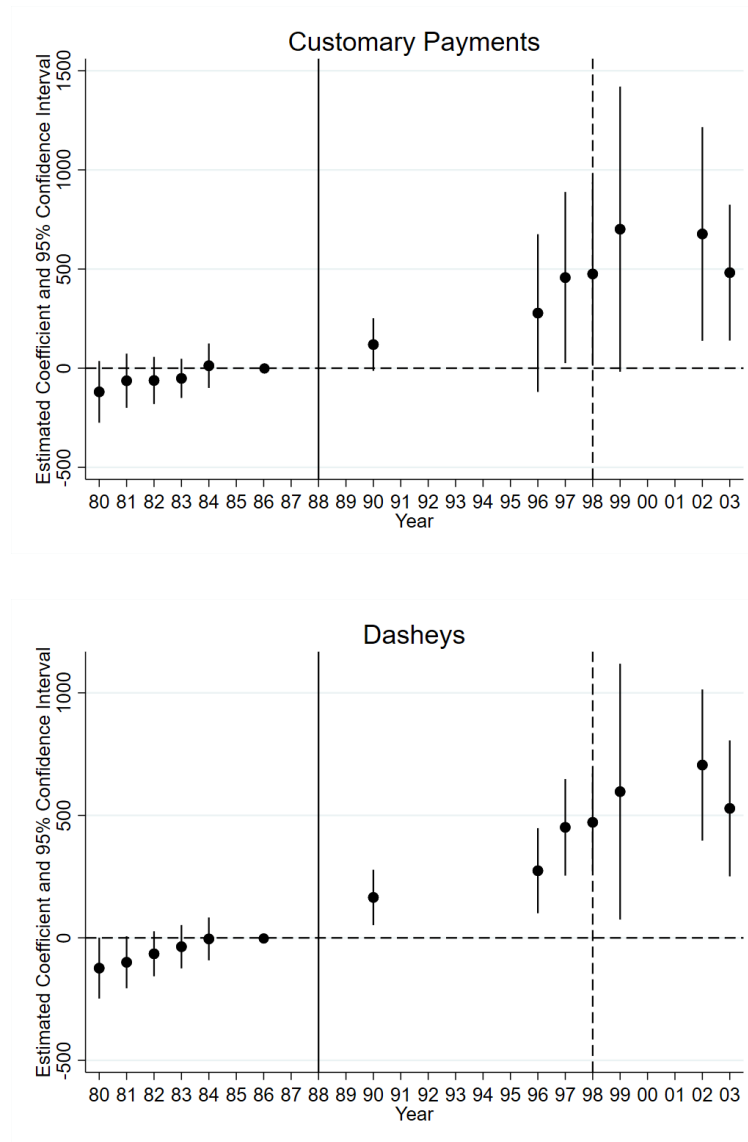 Customary Payments
Estimated Coefficient and 95% Confidence Interval
1500
1000
500
0
-500
80 81 82 83 84 85 86 87 88 89 90 91 92 93 94 95 96 97 98 99 00 01 02 03
Year
Dasheys
Estimated Coefficient and 95% Confidence Interval
1000
500
0
-500
80 81 82 83 84 85 86 87 88 89 90 91 92 93 94 95 96 97 98 99 00 01 02 03
Year